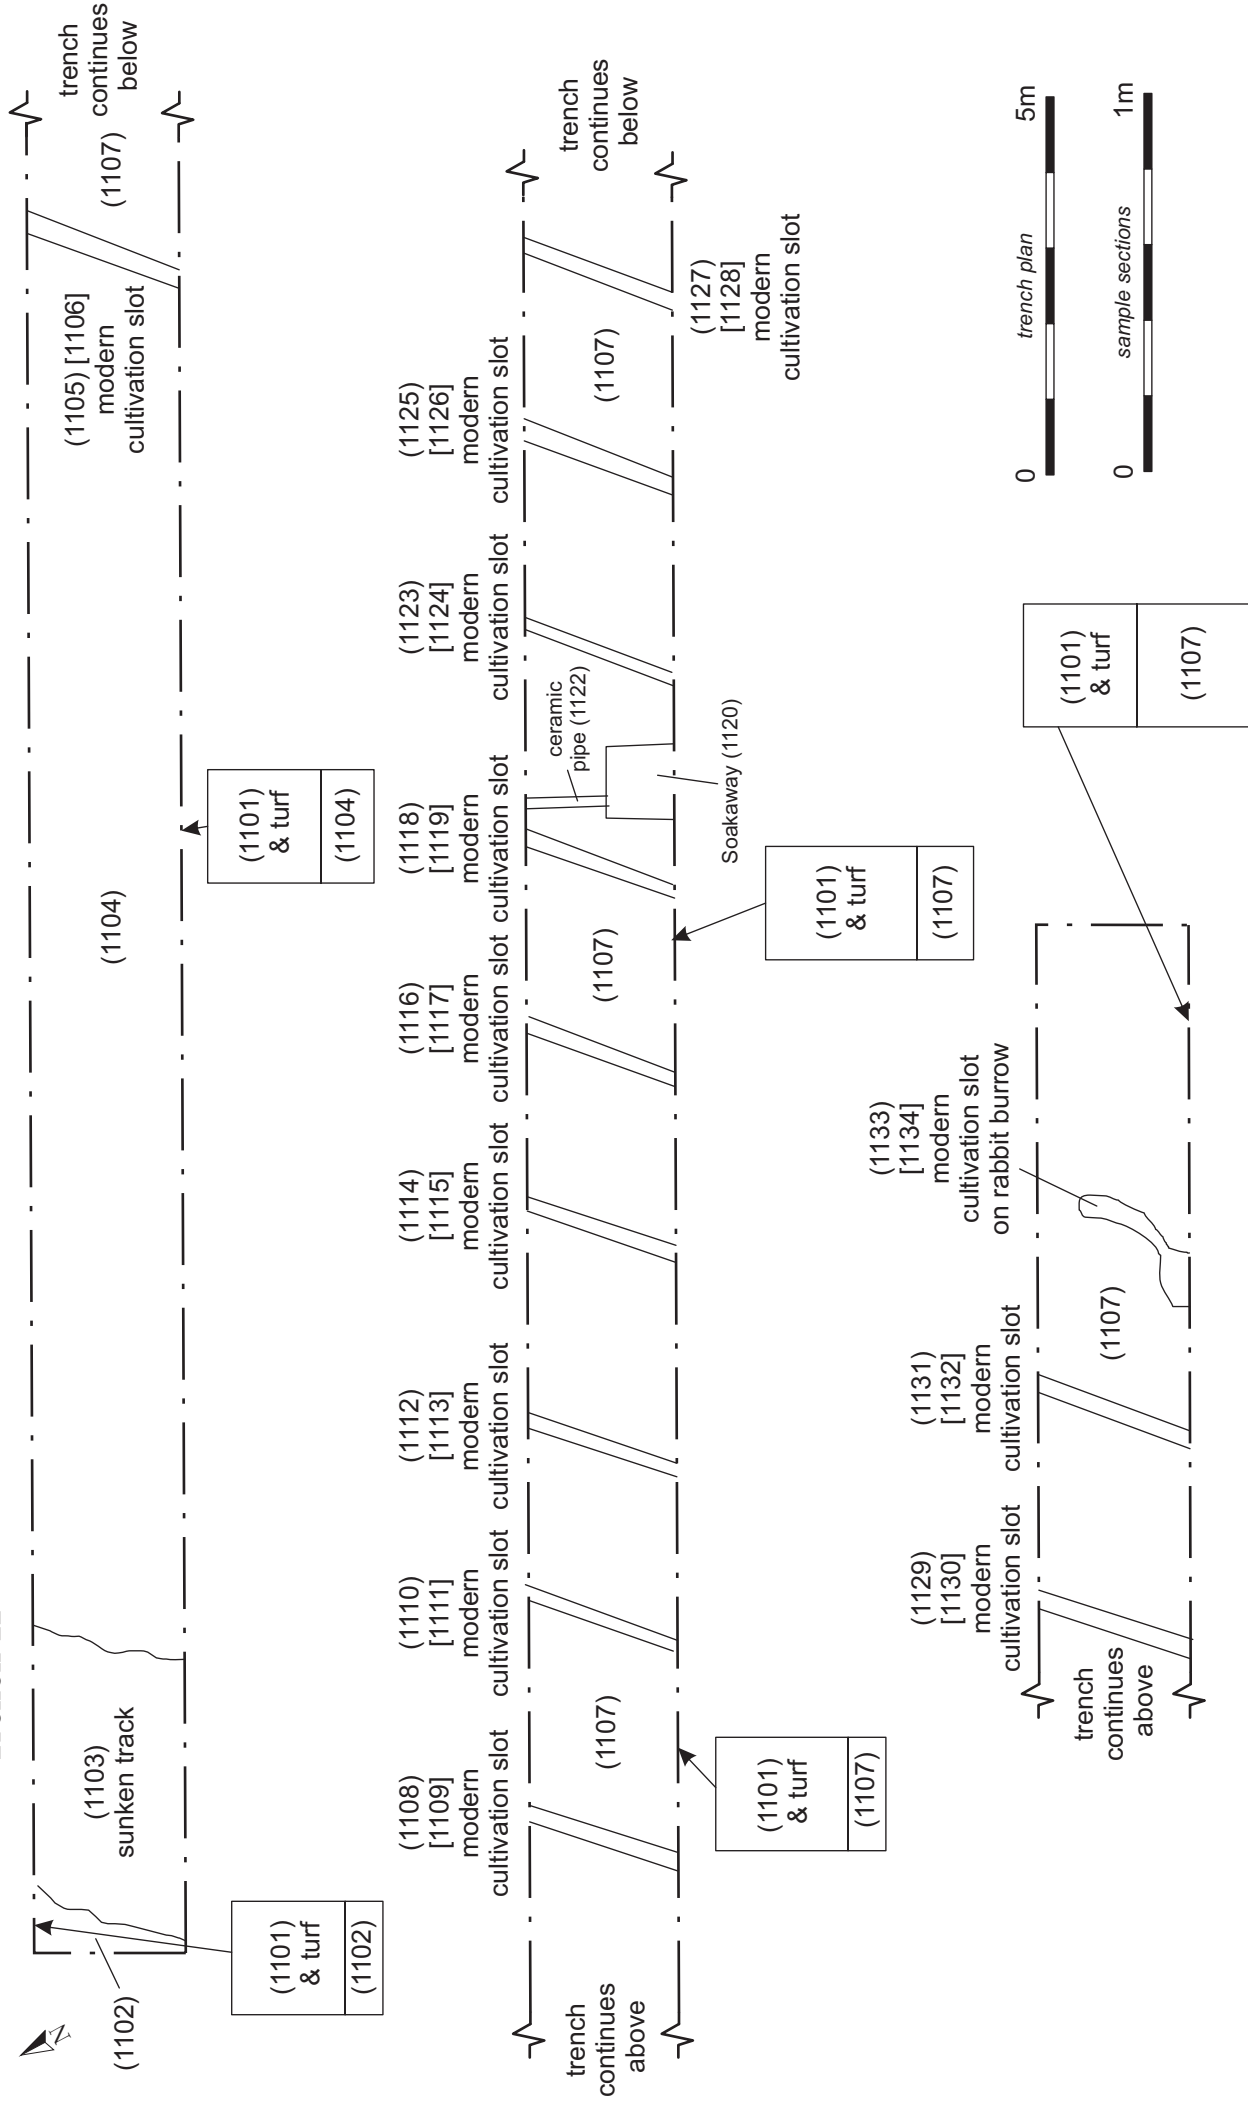 N
(1102)
(1103)
sunken track
(1104)
(1105) [1106]
modern
cultivation slot
(1107)
trench
continues
below
(1101)
& turf
(1102)
(1101)
& turf
(1104)
trench
continues
above
(1108)
[1109]
modern
cultivation slot
(1107)
(1110)
[1111]
modern
cultivation slot
(1112)
[1113]
modern
cultivation slot
(1114)
[1115]
modern
cultivation slot
(1116)
[1117]
modern
cultivation slot
(1107)
(1118)
[1119]
modern
cultivation slot
ceramic
pipe (1122)
Soakaway (1120)
(1123)
[1124]
modern
cultivation slot
(1125)
[1126]
modern
cultivation slot
(1107)
(1127)
[1128]
modern
cultivation slot
trench
continues
below
(1101)
& turf
(1107)
(1101)
& turf
(1107)
trench
continues
above
(1129)
[1130]
modern
cultivation slot
(1131)
[1132]
modern
cultivation slot
(1107)
(1133)
[1134]
modern
cultivation slot
on rabbit burrow
(1101)
& turf
(1107)
0
trench plan
5m
0
sample sections
1m